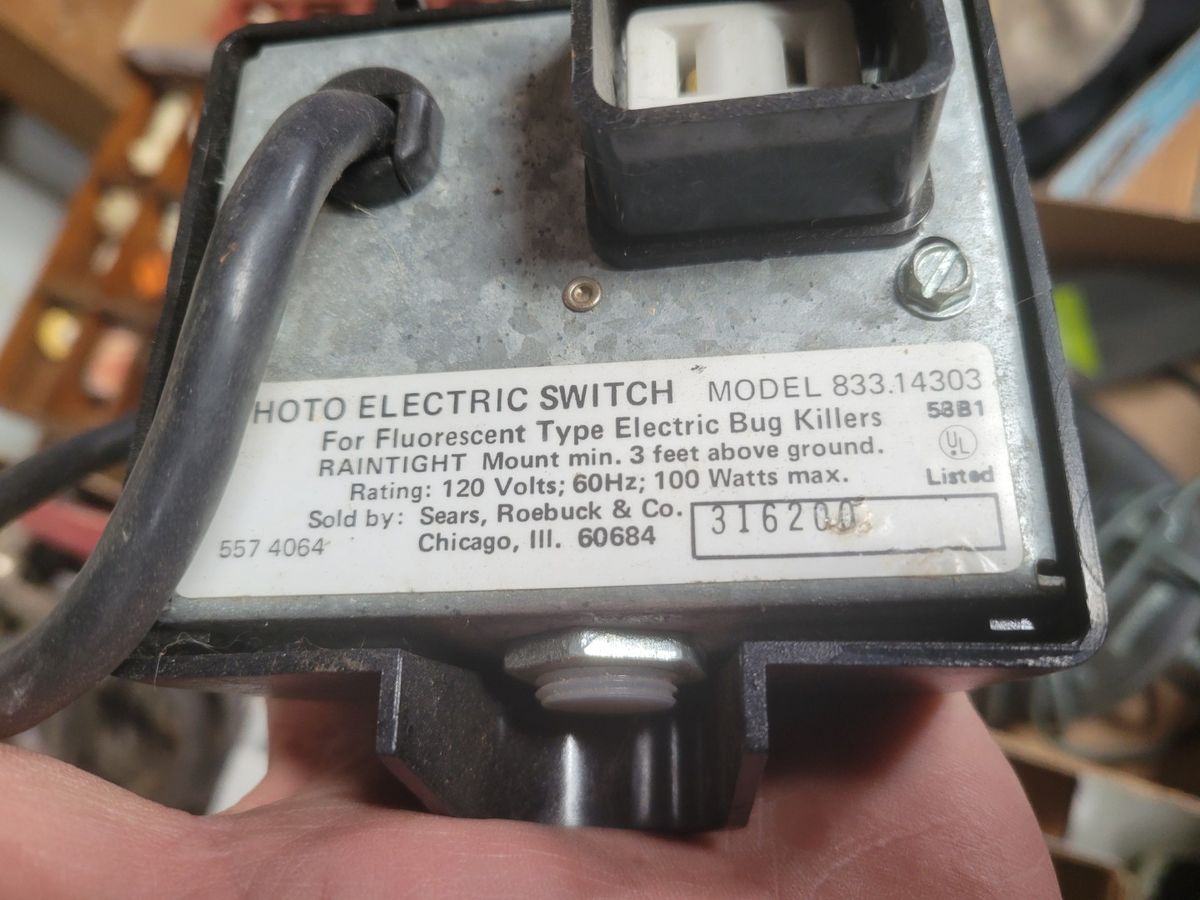 HOTO ELECTRIC SWITCH MODEL 833.14303
For Fluorescent Type Electric Bug Killers 58B1
RAINTIGHT Mount min. 3 feet above ground. UL
Rating: 120 Volts; 60Hz; 100 Watts max. Listed
Sold by: Sears, Roebuck & Co. 316200
557 4064 Chicago, Ill. 60684